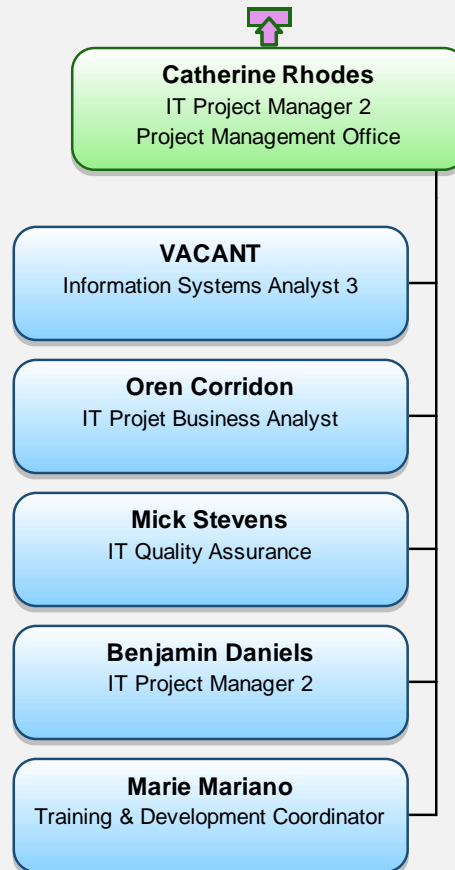 Catherine Rhodes
IT Project Manager 2
Project Management Office
VACANT
Information Systems Analyst 3
Oren Corridon
IT Projet Business Analyst
Mick Stevens
IT Quality Assurance
Benjamin Daniels
IT Project Manager 2
Marie Mariano
Training & Development Coordinator